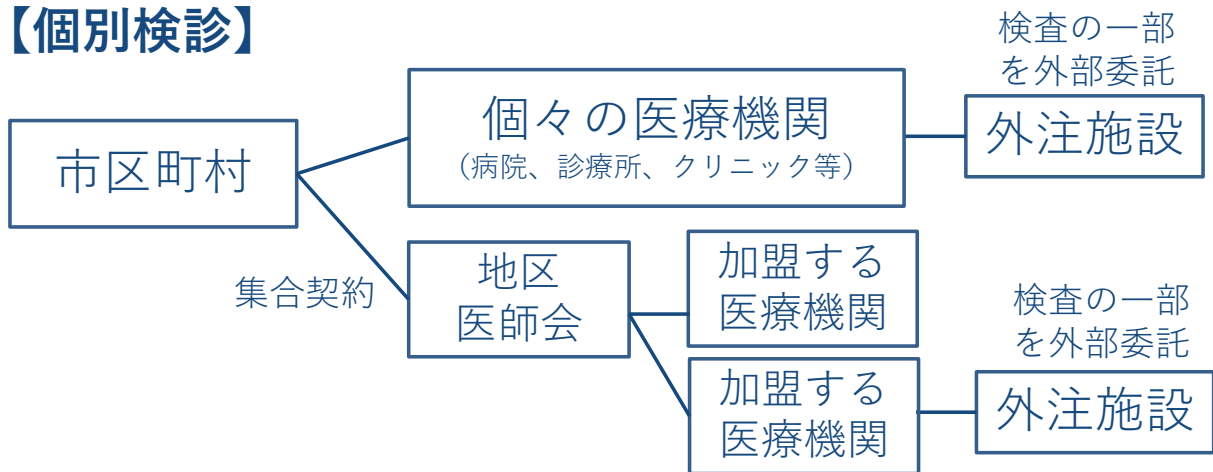 【個別検診】
検査の一部
を外部委託
個々の医療機関
（病院、診療所、クリニック等）
外注施設
市区町村
集合契約
地区
医師会
加盟する
医療機関
加盟する
医療機関
検査の一部
を外部委託
外注施設